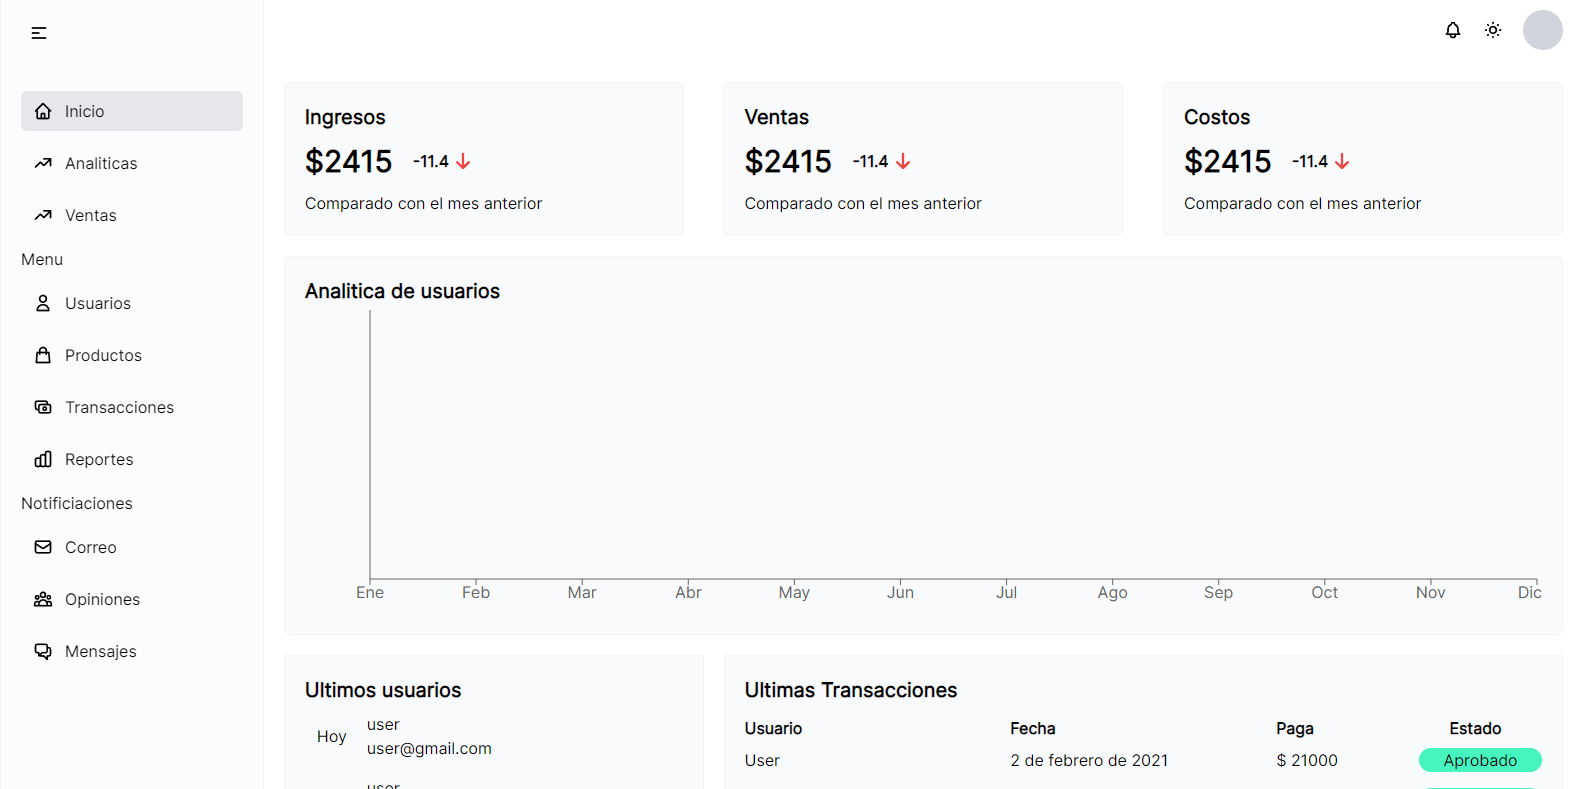 Inicio
Analiticas
Ventas
Menu
Usuarios
Productos
Transacciones
Reportes
Notificiaciones
Correo
Opiniones
Mensajes
Ingresos
$2415 -11.4
Comparado con el mes anterior
Ventas
$2415 -11.4
Comparado con el mes anterior
Costos
$2415 -11.4
Comparado con el mes anterior
Analitica de usuarios
Ene Feb Mar Abr May Jun Jul Ago Sep Oct Nov Dic
Ultimos usuarios
Hoy
user
user@gmail.com
user
Ultimas Transacciones
Usuario Fecha Paga Estado
User 2 de febrero de 2021 $ 21000 Aprobado